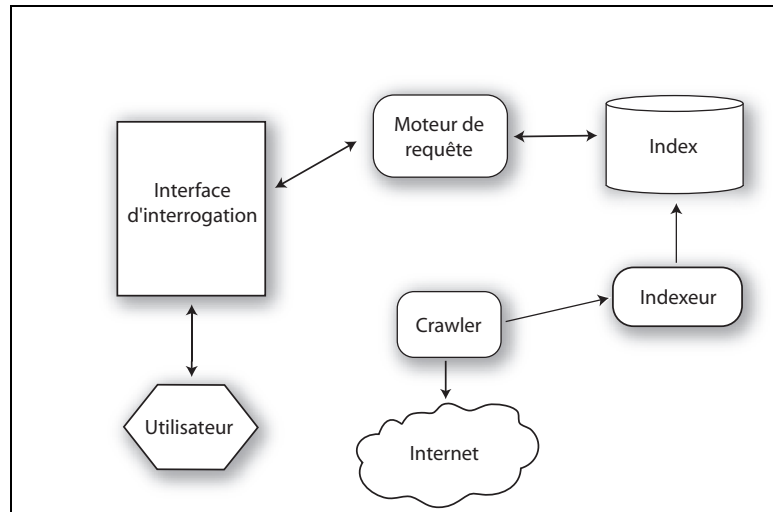 Moteur de
requête
Index
Interface
d'interrogation
Indexeur
Crawler
Utilisateur
Internet